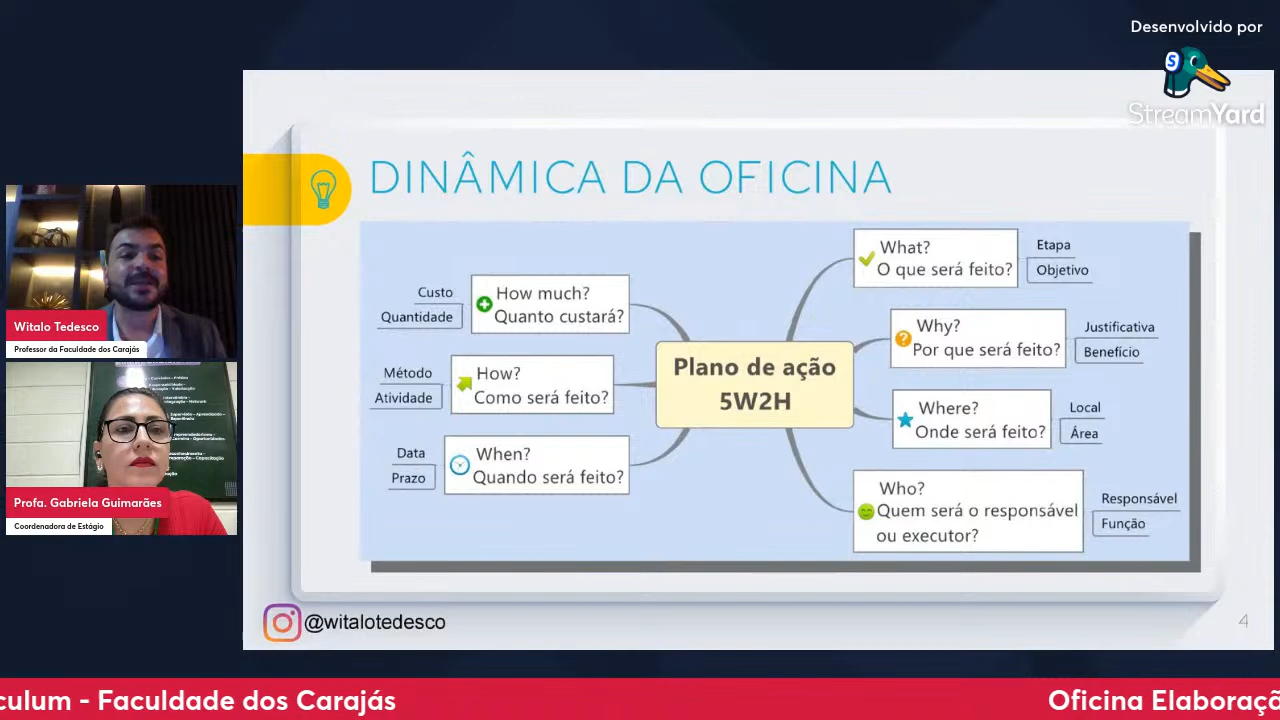 Desenvolvido por
StreamYard
DINÂMICA DA OFICINA
How much?
Quanto custará?
Custo
Quantidade
How?
Como será feito?
Método
Atividade
When?
Quando será feito?
Data
Prazo
Plano de ação
5W2H
What?
O que será feito?
Etapa
Objetivo
Why?
Por que será feito?
Justificativa
Benefício
Where?
Onde será feito?
Local
Área
Who?
Quem será o responsável
ou executor?
Responsável
Função
@witalotedesco
4
Witalo Tedesco
Professor da Faculdade dos Carajás
Profa. Gabriela Guimarães
Coordenadora de Estágio
culum - Faculdade dos Carajás
Oficina Elaboraçã